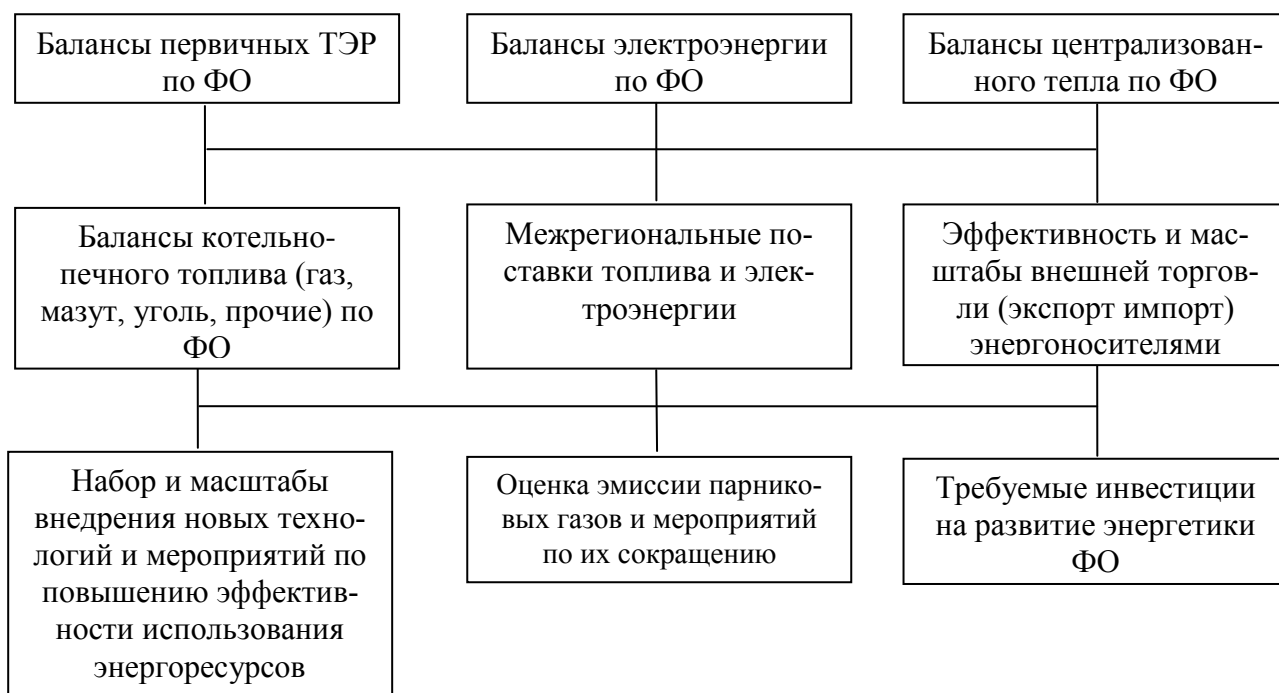 Балансы первичных ТЭР
по ФО
Балансы электроэнергии
по ФО
Балансы централизован-
ного тепла по ФО
Балансы котельно-
печного топлива (газ,
мазут, уголь, прочие) по
ФО
Межрегиональные по-
ставки топлива и элек-
троэнергии
Эффективность и мас-
штабы внешней торгов-
ли (экспорт импорт)
энергоносителями
Набор и масштабы
внедрения новых техно-
логий и мероприятий по
повышению эффектив-
ности использования
энергоресурсов
Оценка эмиссии парнико-
вых газов и мероприятий
по их сокращению
Требуемые инвестиции
на развитие энергетики
ФО